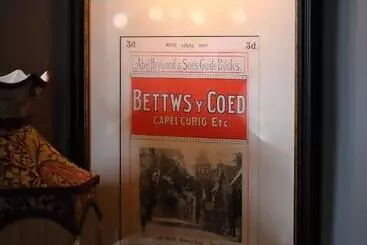 3d WITH LOCAL MAP 3d
Abel Heywood & Son's Guide Books.
BETTWS-Y-COED
CAPEL CURIG Etc.